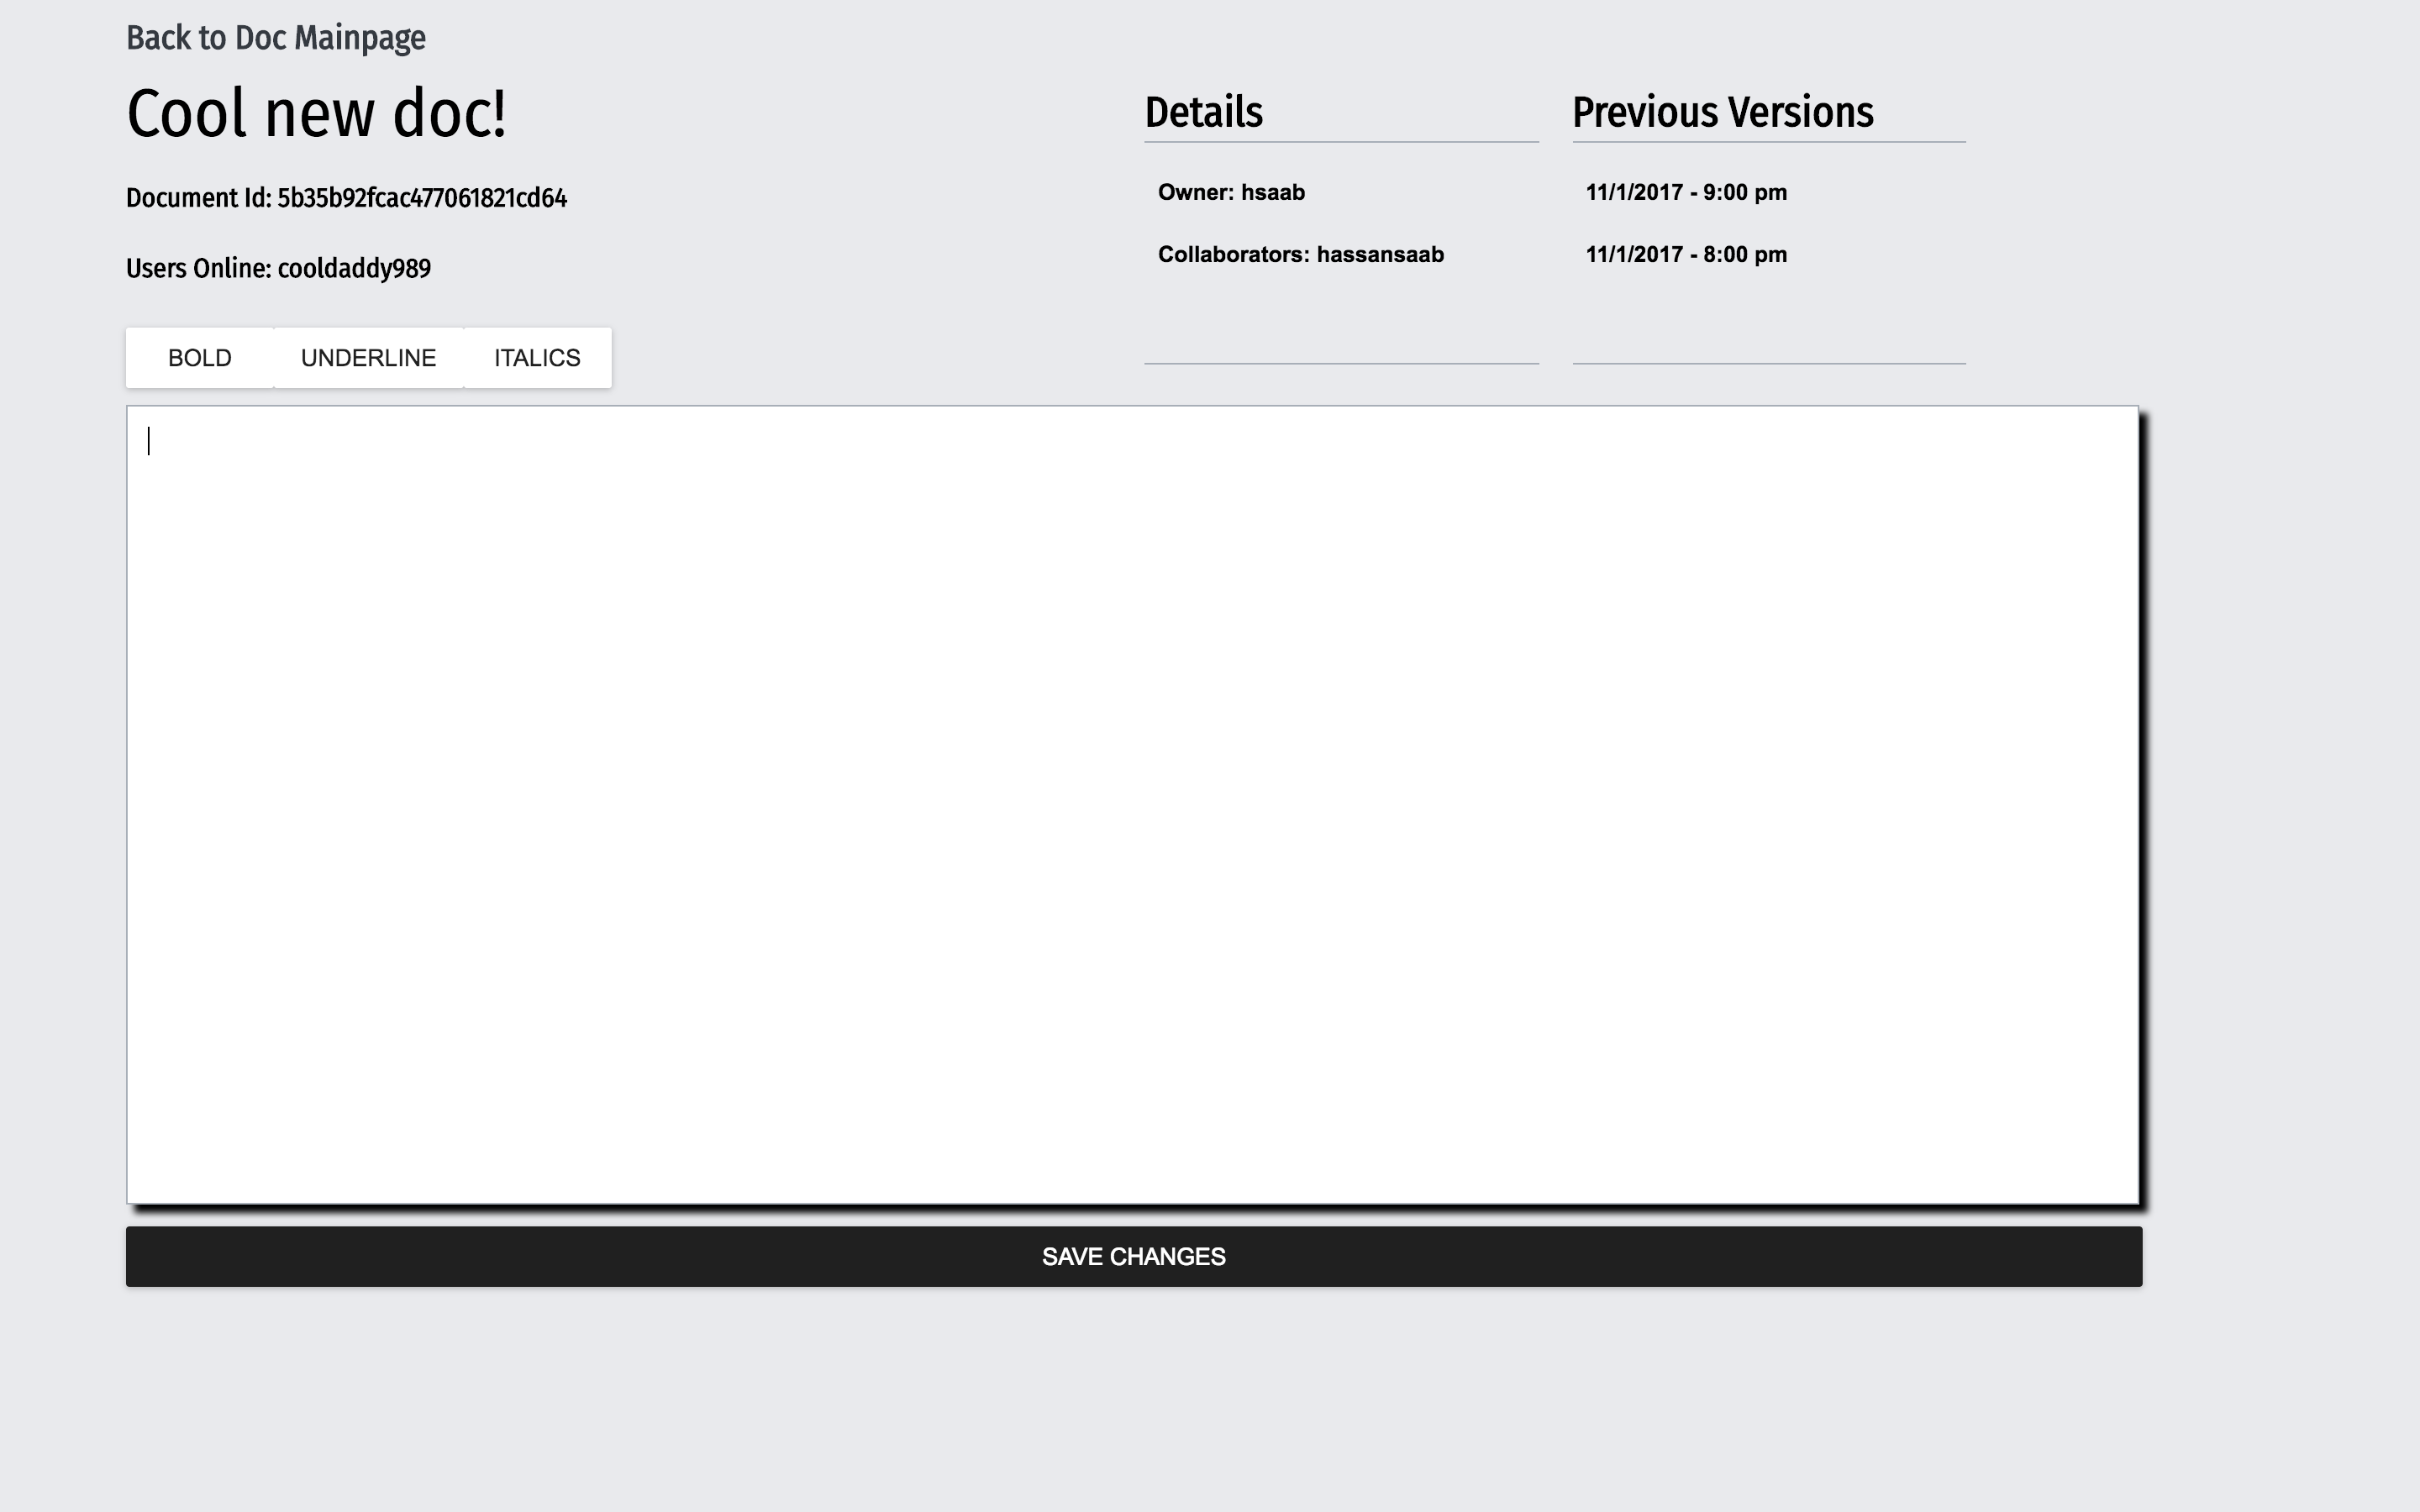 Back to Doc Mainpage
Cool new doc!
Document Id: 5b35b92fcac477061821cd64
Users Online: cooldaddy989
Details
Owner: hsaab
Collaborators: hassansaab
Previous Versions
11/1/2017 - 9:00 pm
11/1/2017 - 8:00 pm
BOLD UNDERLINE ITALICS
SAVE CHANGES